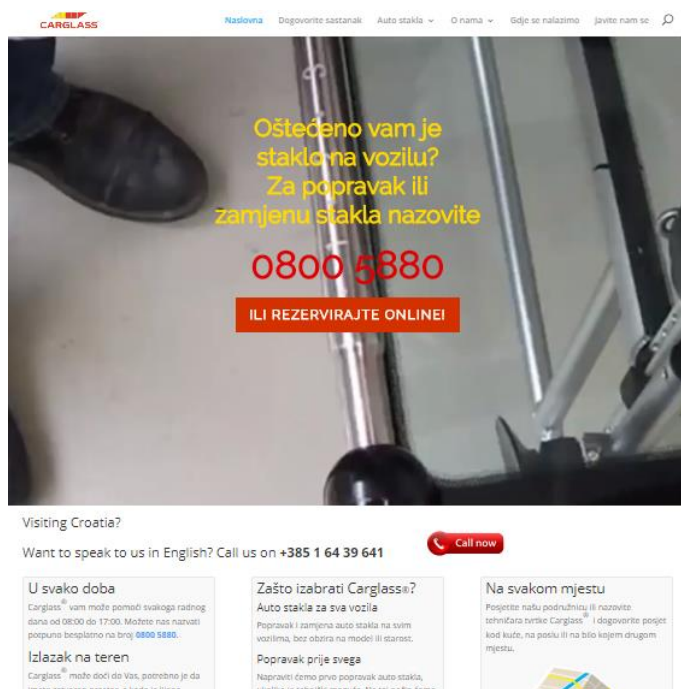 CARGLASS
Naslovna Dogovorite sastanak Auto stakla O nama Gdje se nalazimo Javite nam se
Oštećeno vam je
staklo na vozilu?
Za popravak ili
zamjenu stakla nazovite
0800 5880
ILI REZERVIRAJTE ONLINE!
Visiting Croatia?
Want to speak to us in English? Call us on +385 1 64 39 641
Call now
U svako doba
Carglass® vam može pomoći svakoga radnog
dana od 08:00 do 17:00. Možete nas nazvati
potpuno besplatno na broj 0800 5880.
Izlazak na teren
Carglass® može doći do Vas, potrebno je da
Zašto izabrati Carglass®?
Auto stakla za sva vozila
Popravak i zamjena auto stakla na svim
vozilima, bez obzira na model ili starost.
Popravak prije svega
Napraviti ćemo prvo popravak auto stakla,
Na svakom mjestu
Posjetite našu podružnicu ili nazovite
tehničara tvrtke Carglass® i dogovorite posjet
kod kuće, na poslu ili na bilo kojem drugom
mjestu.